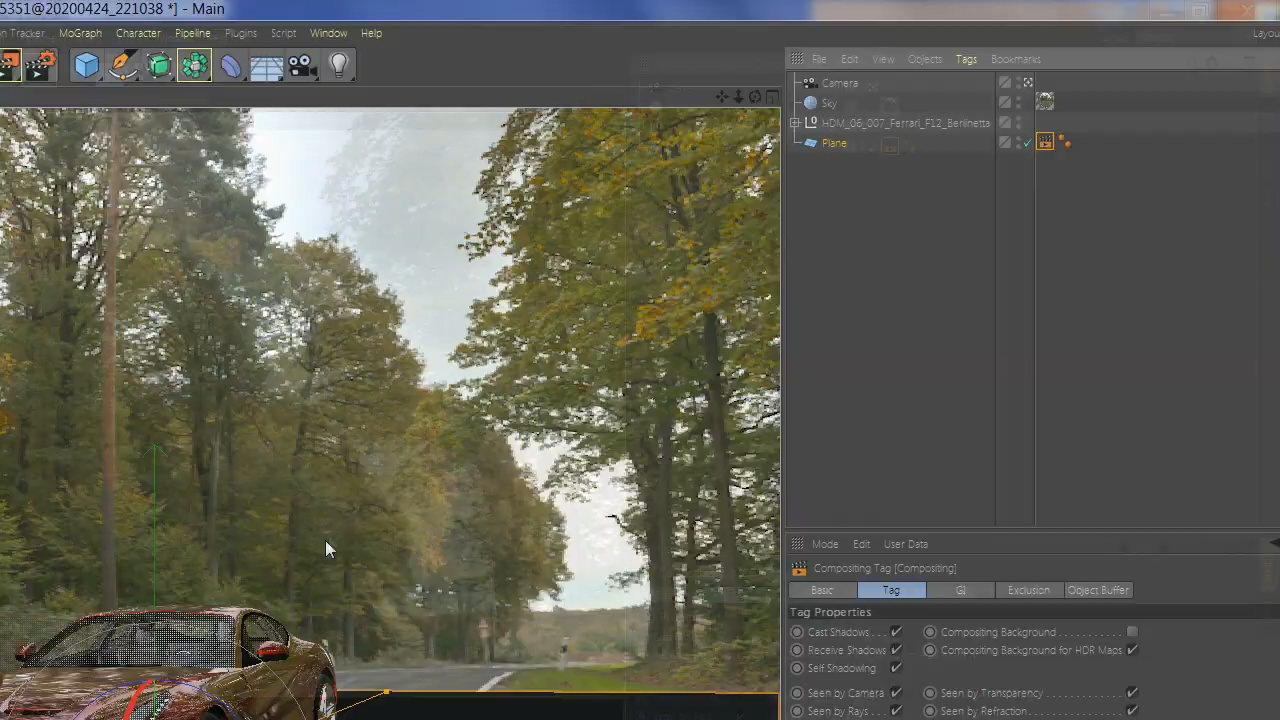 5351@20200424_221038 *] - Main
n Tracker MoGraph Character Pipeline Plugins Script Window Help Layou
File Edit View Objects Tags Bookmarks
Camera
Sky
HDM_06_007_Ferrari_F12_Berlinetta
Plane
Mode Edit User Data
Compositing Tag [Compositing]
Basic Tag GI Exclusion Object Buffer
Tag Properties
Cast Shadows . . . Compositing Background . . . . . . . . . . .
Receive Shadows Compositing Background for HDR Maps
Self Shadowing
Seen by Camera Seen by Transparency . . . . . . . . . . . . .
Seen by Rays . . Seen by Refraction . . . . . . . . . . . . . . .